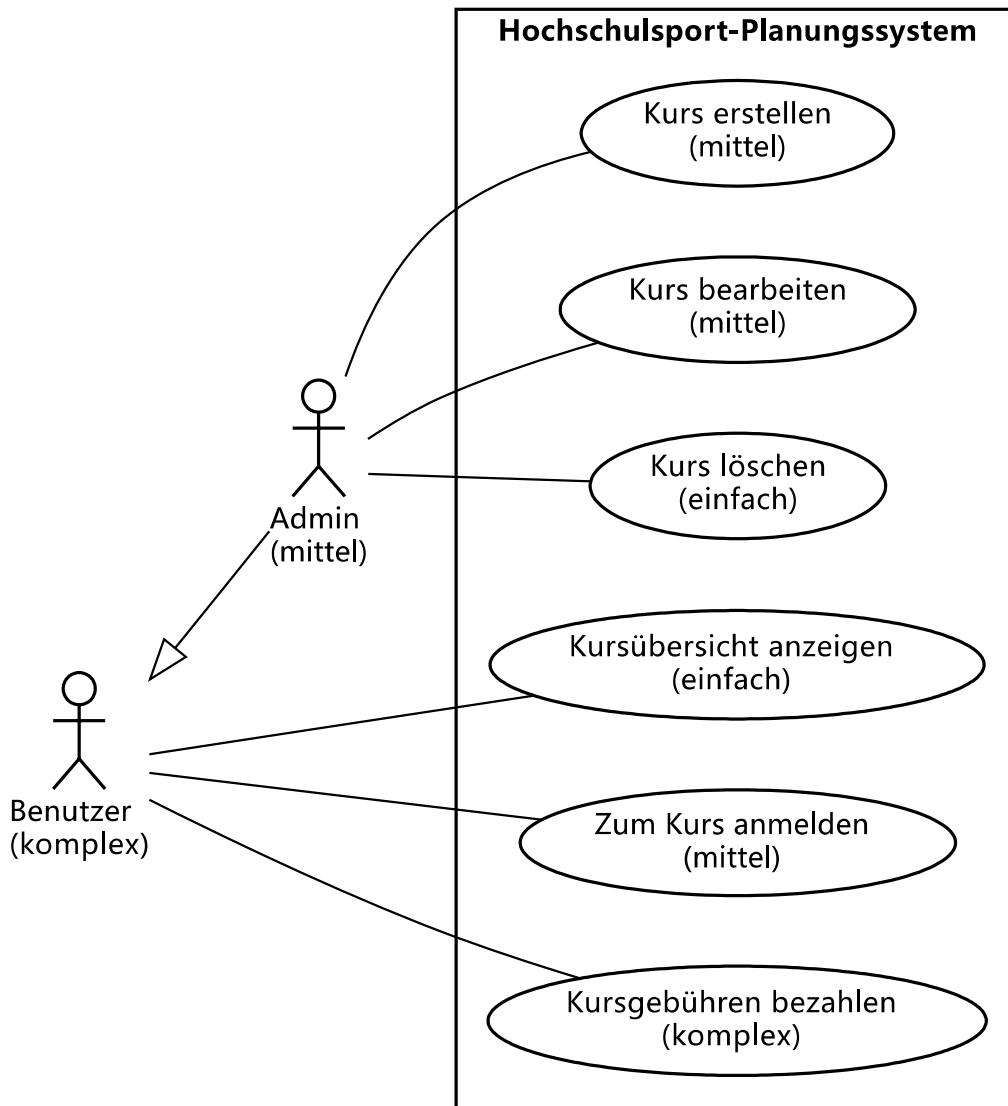 Hochschulsport-Planungssystem
Kurs erstellen
(mittel)
Kurs bearbeiten
(mittel)
Kurs löschen
(einfach)
Admin
(mittel)
Kursübersicht anzeigen
(einfach)
Benutzer
(komplex)
Zum Kurs anmelden
(mittel)
Kursgebühren bezahlen
(komplex)